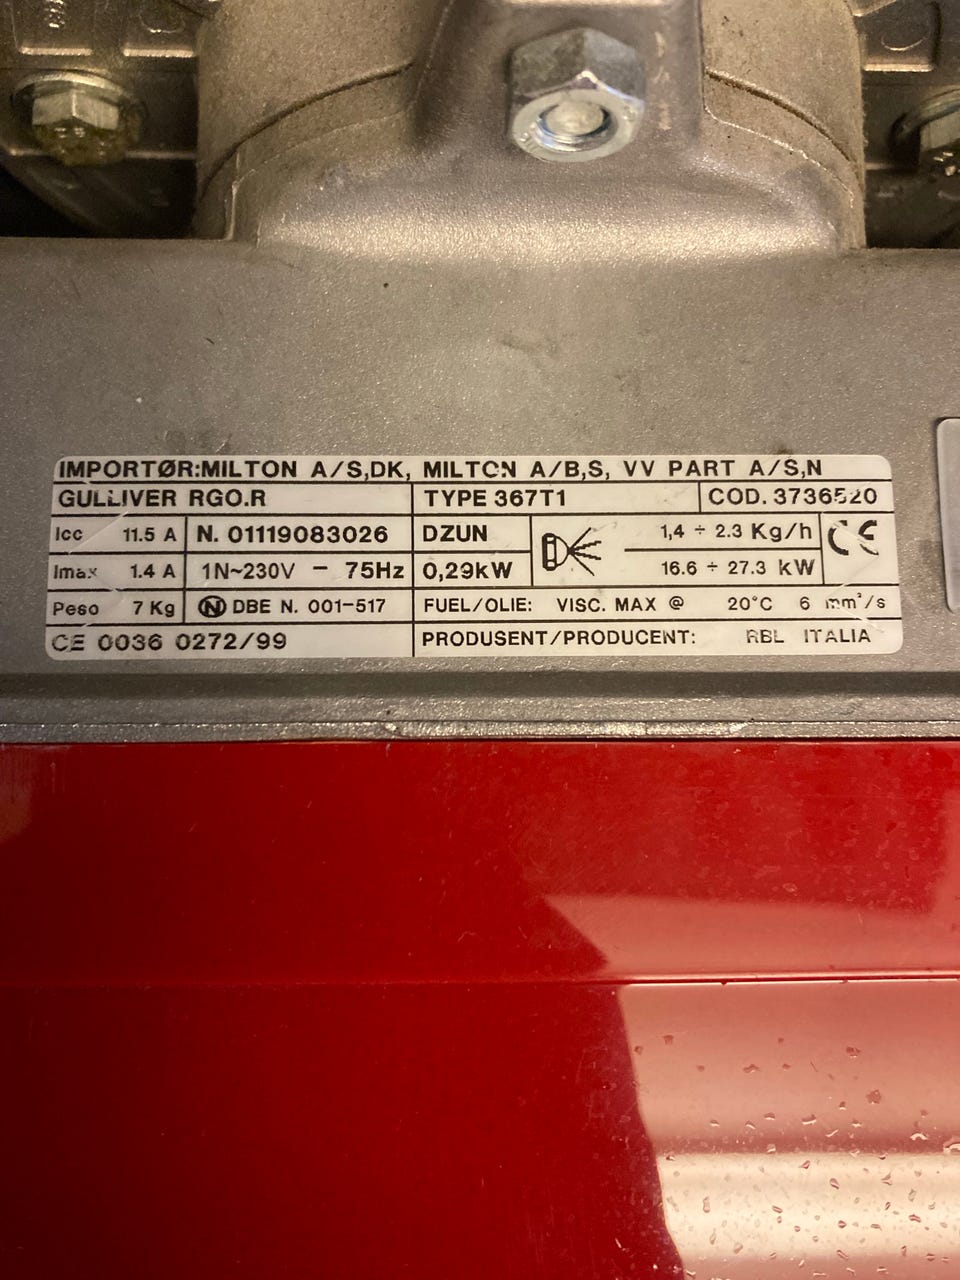 IMPORTØR:MILTON A/S,DK, MILTON A/B,S, VV PART A/S,N
GULLIVER RGO.R TYPE 367T1 COD. 3736520
Icc 11.5 A N. 01119083026 DZUN 1,4 ÷ 2.3 Kg/h CE
Imax 1.4 A 1N~230V - 75Hz 0,29kW 16.6 ÷ 27.3 kW
Peso 7 Kg N DBE N. 001-517 FUEL/OLIE: VISC. MAX @ 20°C 6 mm²/s
CE 0036 0272/99 PRODUSENT/PRODUCENT: RBL ITALIA